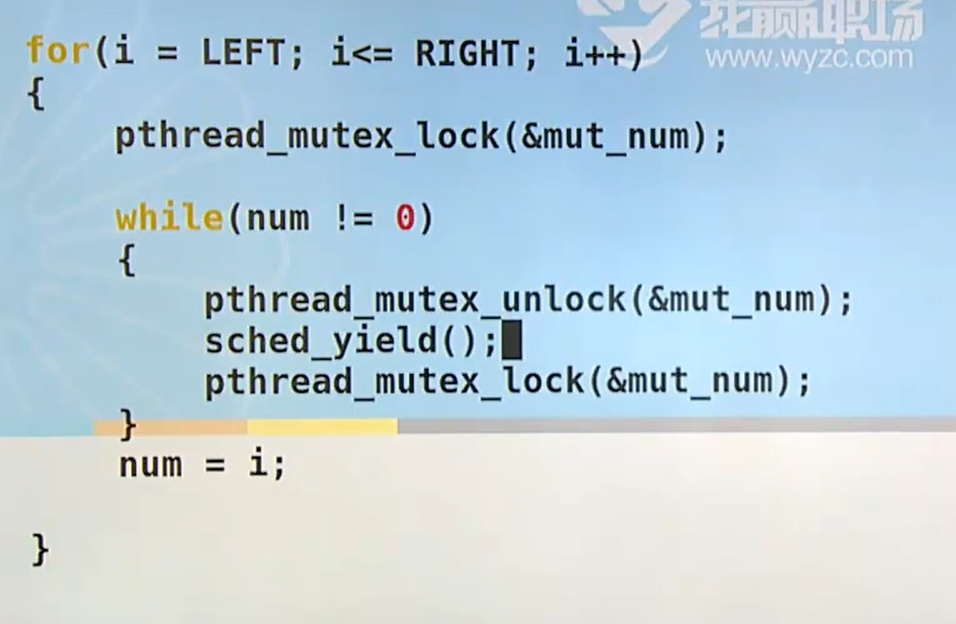 我赢职场
www.wyzc.com
for(i = LEFT; i<= RIGHT; i++)
{
pthread_mutex_lock(&mut_num);
while(num != 0)
{
pthread_mutex_unlock(&mut_num);
sched_yield();
pthread_mutex_lock(&mut_num);
}
num = i;
}